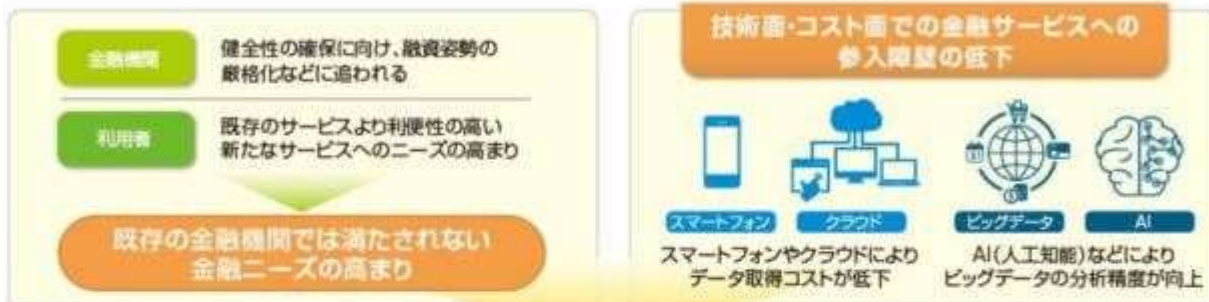 金融機関
健全性の確保に向け、融資姿勢の
厳格化などに追われる
利用者
既存のサービスより利便性の高い
新たなサービスへのニーズの高まり
既存の金融機関では満たされない
金融ニーズの高まり
技術面・コスト面での金融サービスへの
参入障壁の低下
スマートフォン
クラウド
ビッグデータ
AI
スマートフォンやクラウドにより
データ取得コストが低下
AI(人工知能)などにより
ビッグデータの分析精度が向上